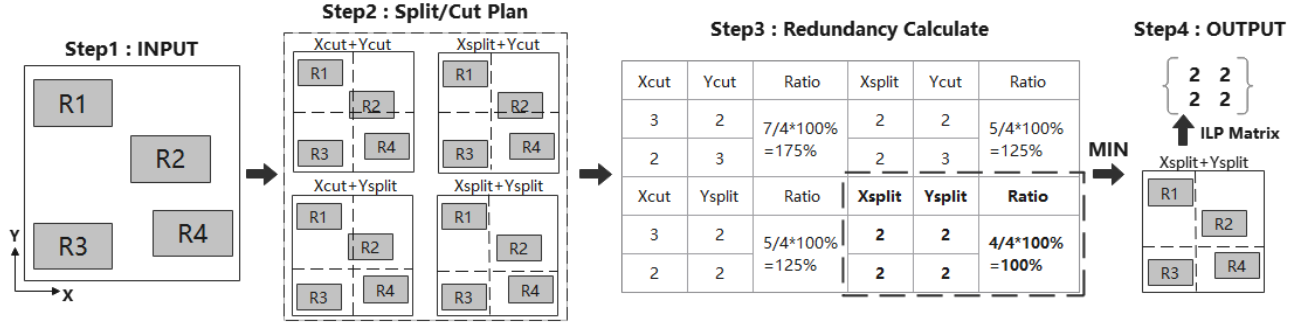 Step1 : INPUT
R1
R2
R3
R4
Y
X
Step2 : Split/Cut Plan
Xcut+Ycut
R1
R2
R3
R4
Xsplit+Ycut
R1
R2
R3
R4
Xcut+Ysplit
R1
R2
R3
R4
Xsplit+Ysplit
R1
R2
R3
R4
Step3 : Redundancy Calculate
Xcut Ycut Ratio Xsplit Ycut Ratio
3 2 7/4*100% 2 2 5/4*100%
2 3 =175% 2 3 =125%
Xcut Ysplit Ratio Xsplit Ysplit Ratio
3 2 5/4*100% 2 2 4/4*100%
2 2 =125% 2 2 =100%
MIN
Step4 : OUTPUT
2 2
2 2
ILP Matrix
Xsplit+Ysplit
R1
R2
R3
R4